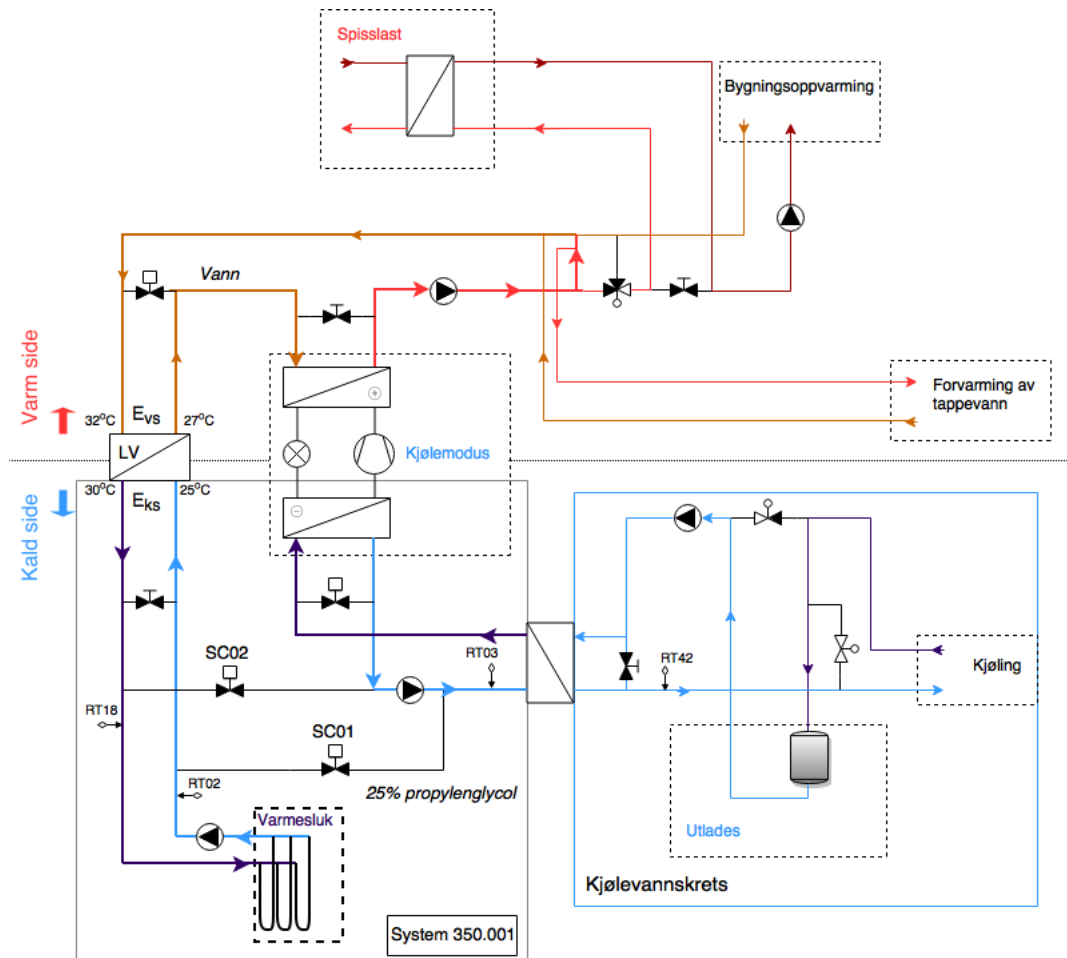 Spisslast
Bygningsoppvarming
Vann
Varm side
Forvarming av
tappevann
32°C
Evs
27°C
LV
Kjølemodus
30°C
Eks
25°C
Kald side
SC02
RT03
RT42
Kjøling
RT18
SC01
RT02
25% propylenglycol
Varmesluk
Utlades
Kjølevannskrets
System 350.001